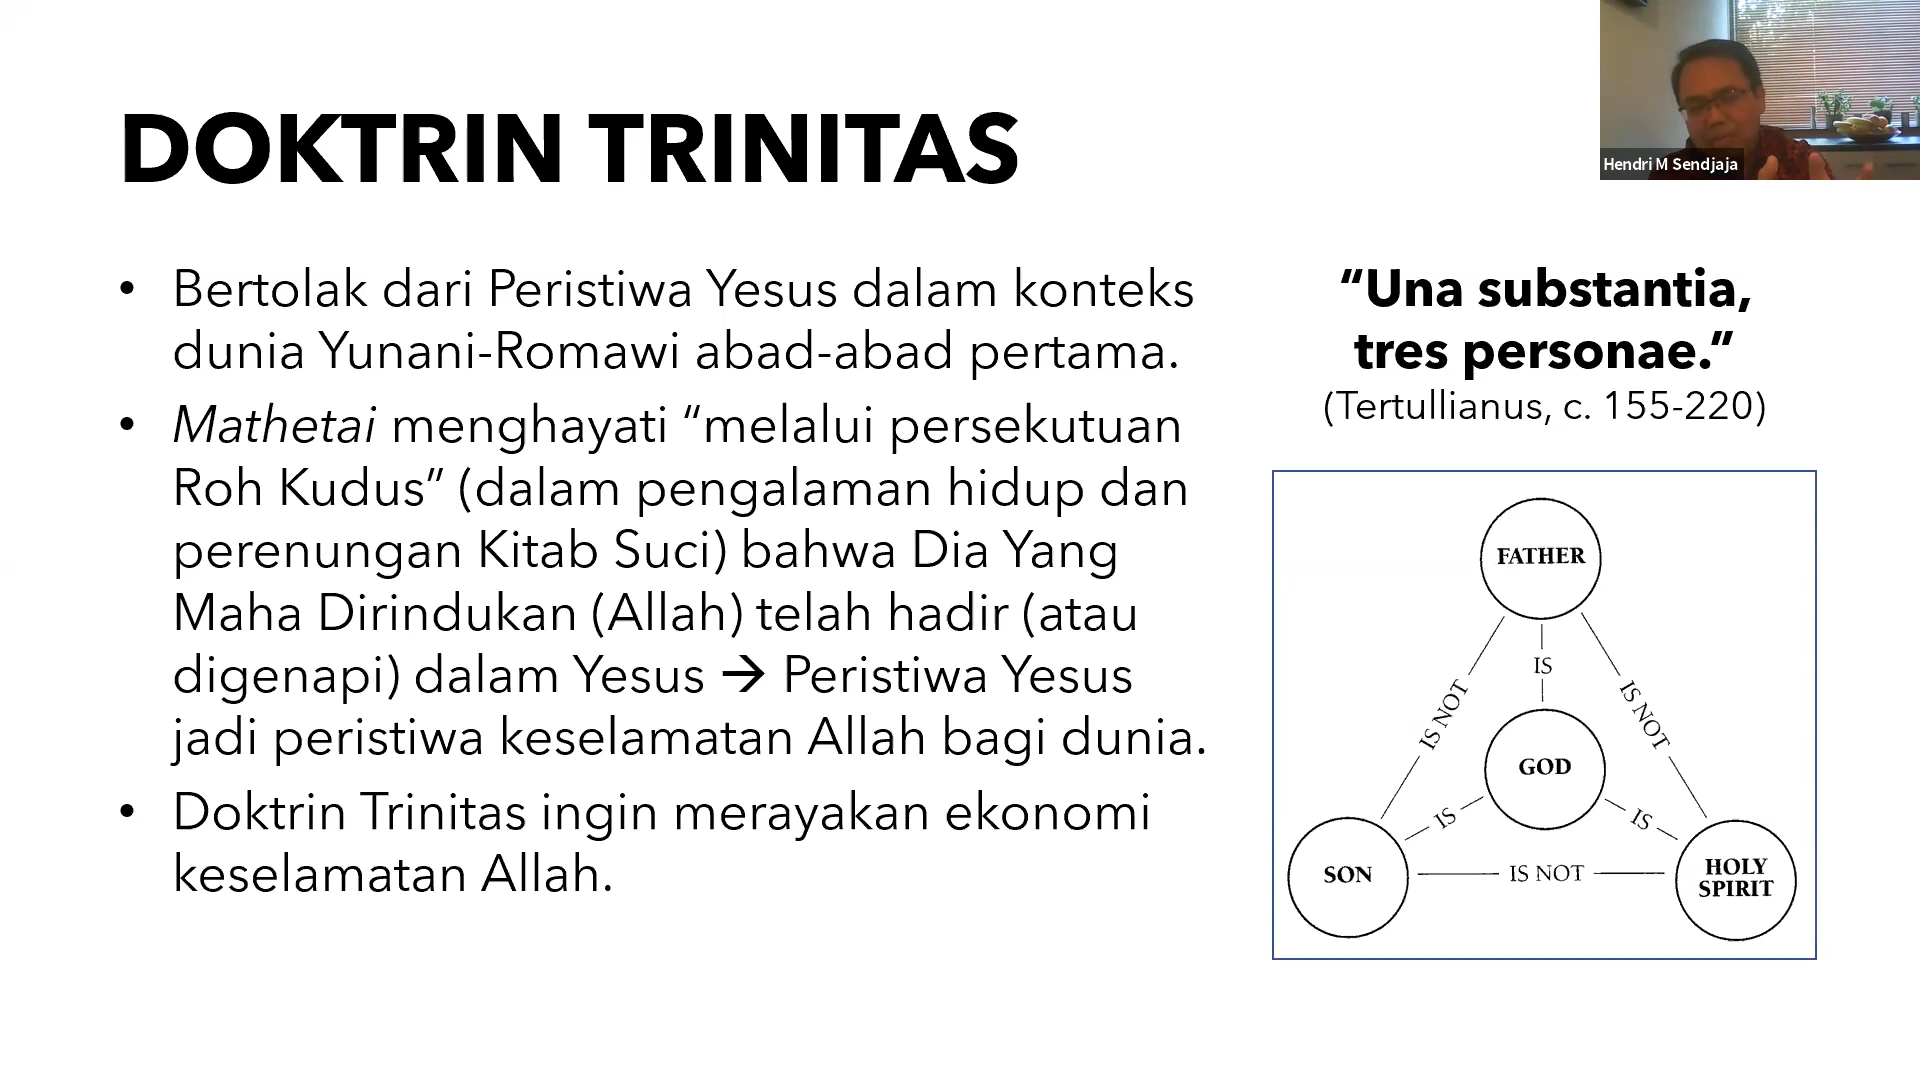 DOKTRIN TRINITAS
Hendri M Sendjaja
• Bertolak dari Peristiwa Yesus dalam konteks
dunia Yunani-Romawi abad-abad pertama.
• Mathetai menghayati “melalui persekutuan
Roh Kudus” (dalam pengalaman hidup dan
perenungan Kitab Suci) bahwa Dia Yang
Maha Dirindukan (Allah) telah hadir (atau
digenapi) dalam Yesus → Peristiwa Yesus
jadi peristiwa keselamatan Allah bagi dunia.
• Doktrin Trinitas ingin merayakan ekonomi
keselamatan Allah.
“Una substantia,
tres personae.”
(Tertullianus, c. 155-220)
FATHER
IS
IS NOT
IS NOT
GOD
IS
IS
SON
IS NOT
HOLY
SPIRIT